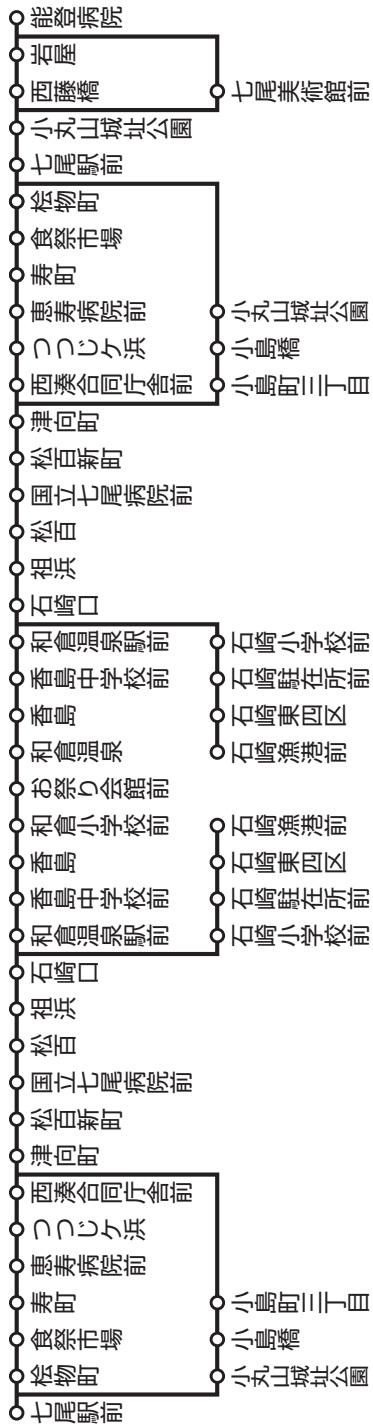 能登病院
岩屋
西藤橋
七尾美術館前
小丸山城址公園
七尾駅前
桧物町
食祭市場
寿町
恵寿病院前
つつじケ浜
西湊合同庁舎前
小丸山城址公園
小島橋
小島町三丁目
津向町
松百新町
国立七尾病院前
松百
祖浜
石崎口
和倉温泉駅前
香島中学校前
香島
和倉温泉
石崎小学校前
石崎駐在所前
石崎東四区
石崎漁港前
お祭り会館前
和倉小学校前
香島
香島中学校前
和倉温泉駅前
石崎漁港前
石崎東四区
石崎駐在所前
石崎小学校前
石崎口
祖浜
松百
国立七尾病院前
松百新町
津向町
西湊合同庁舎前
つつじケ浜
恵寿病院前
寿町
食祭市場
桧物町
小島町三丁目
小島橋
小丸山城址公園
七尾駅前